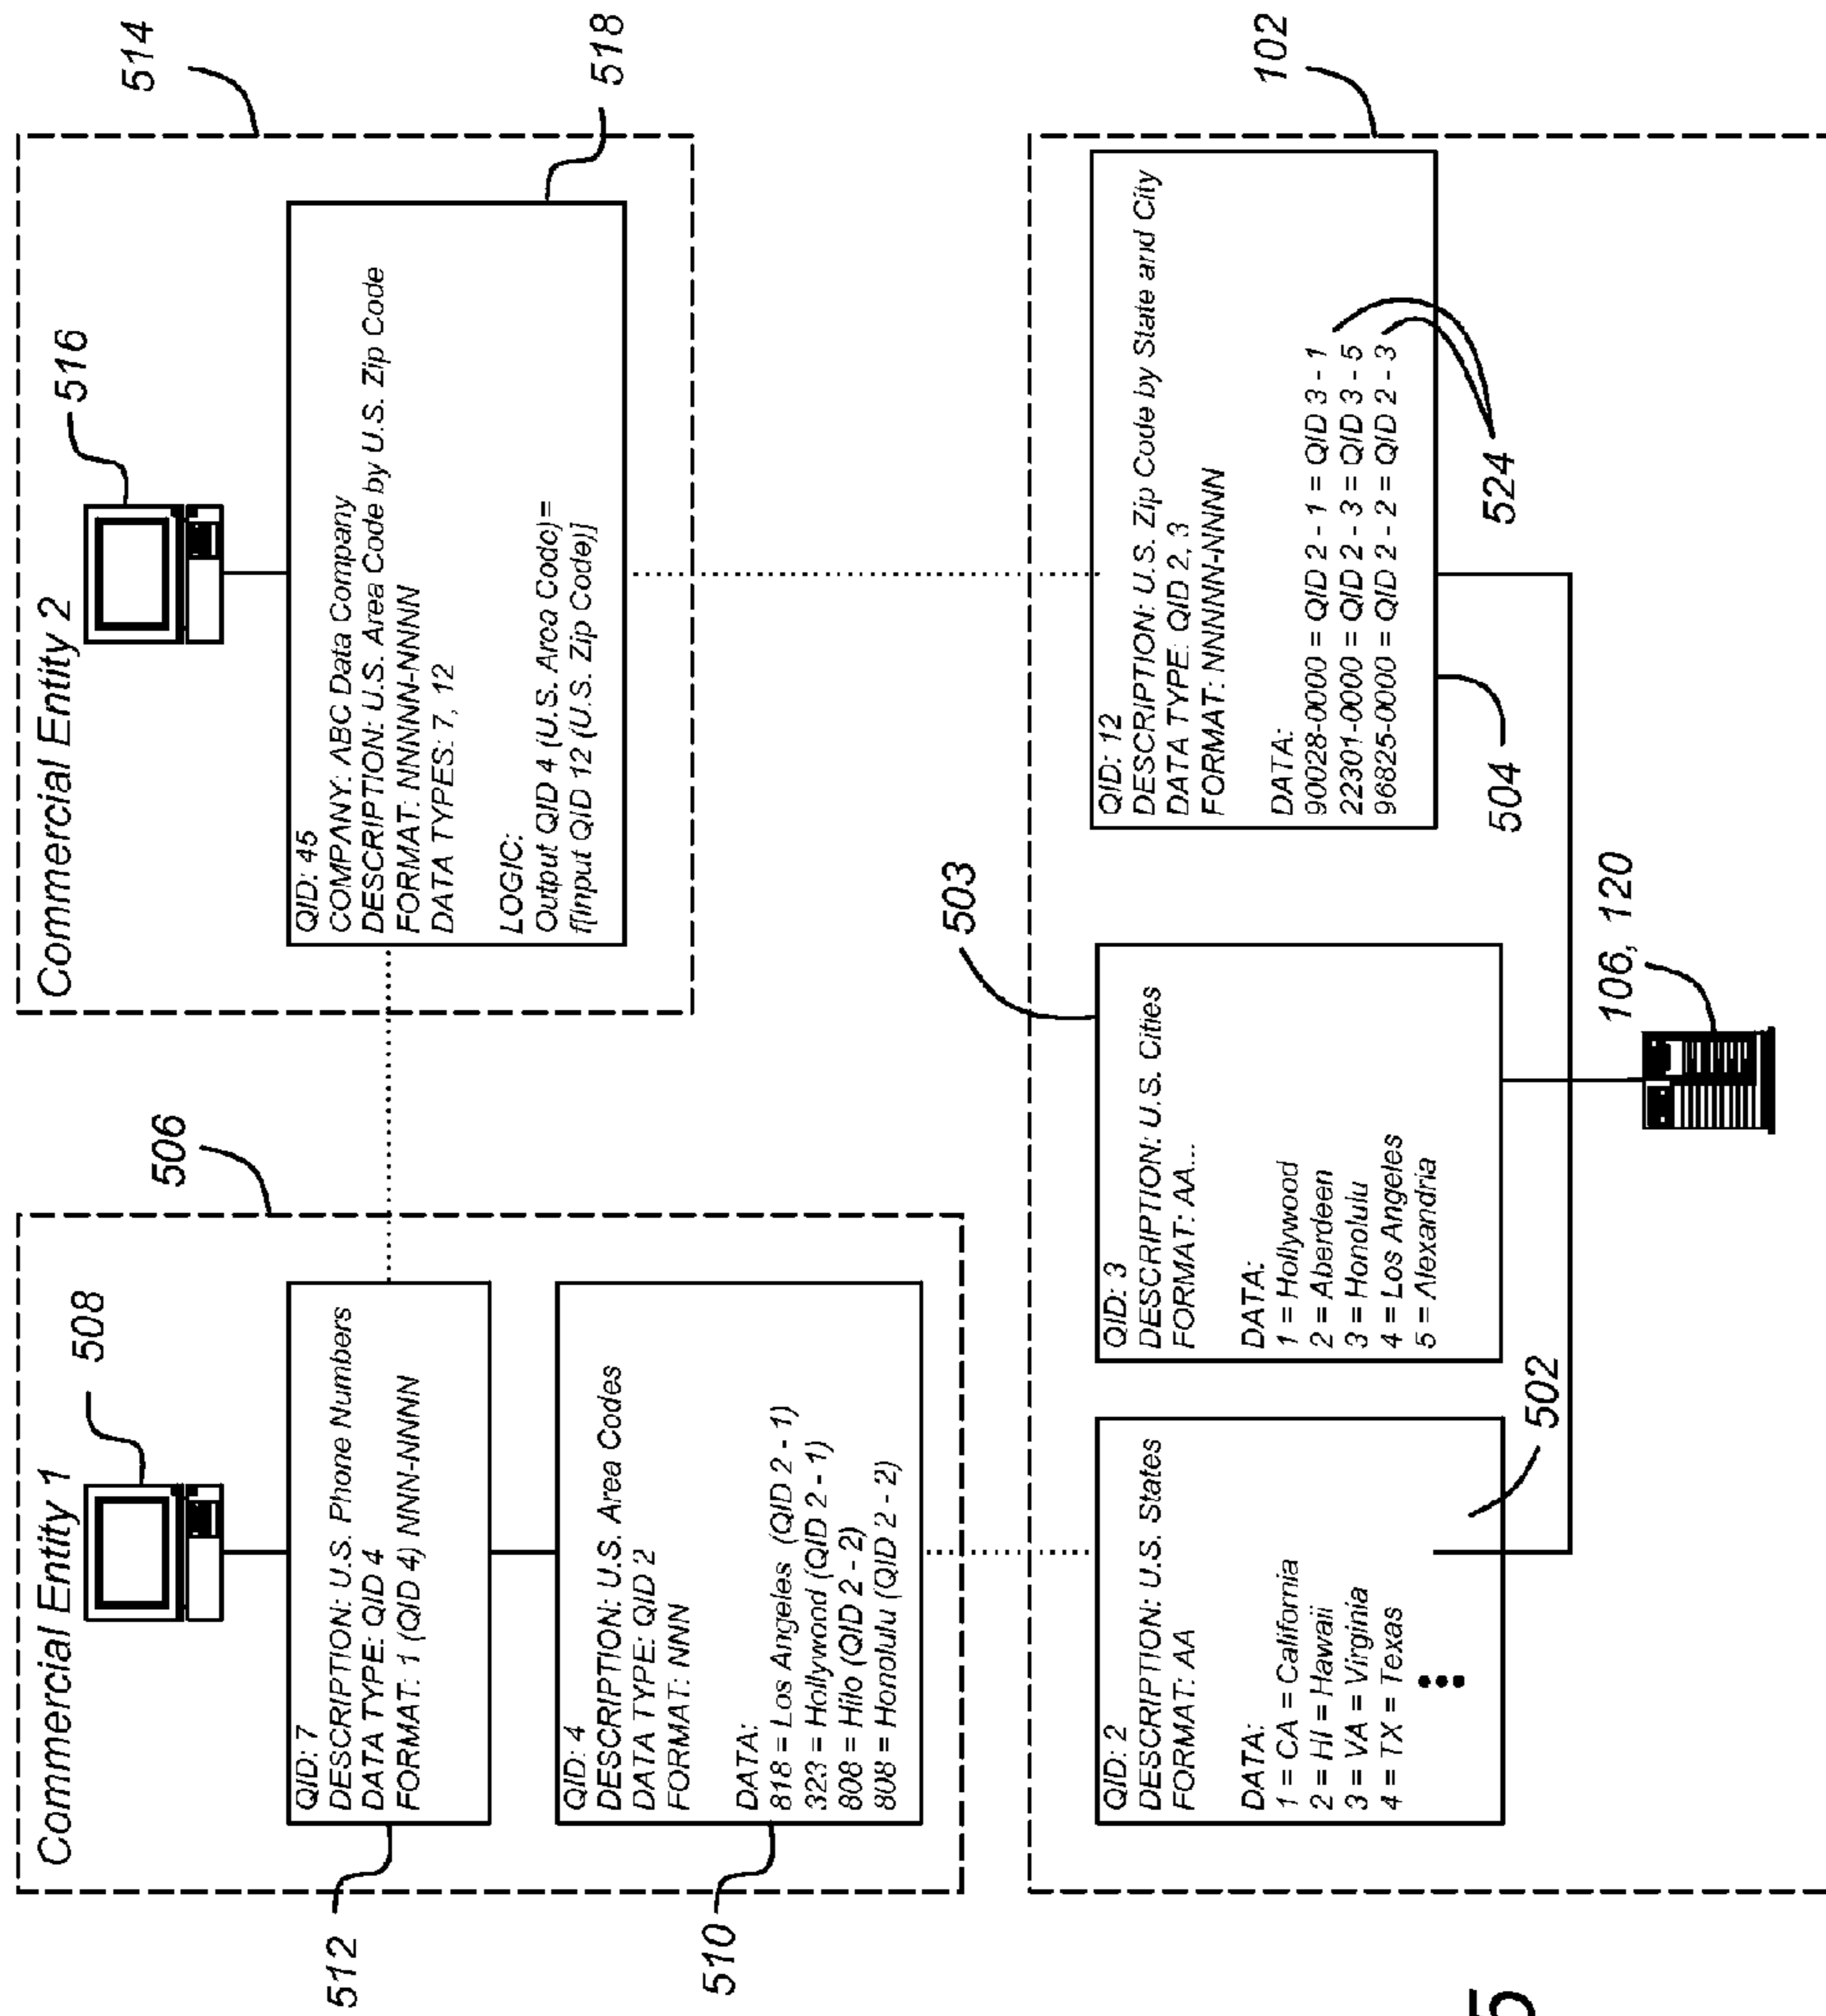 Commercial Entity 1
508
506
QID: 7
DESCRIPTION: U.S. Phone Numbers
DATA TYPE: QID 4
FORMAT: 1 (QID 4) NNN-NNNN
512
QID: 4
DESCRIPTION: U.S. Area Codes
DATA TYPE: QID 2
FORMAT: NNN
DATA:
818 = Los Angeles (QID 2 - 1)
323 = Hollywood (QID 2 - 1)
808 = Hilo (QID 2 - 2)
808 = Honolulu (QID 2 - 2)
510
Commercial Entity 2
516
514
QID: 45
COMPANY: ABC Data Company
DESCRIPTION: U.S. Area Code by U.S. Zip Code
FORMAT: NNNNN-NNNN
DATA TYPES: 7, 12
LOGIC:
Output QID 4 (U.S. Area Code)=
f[Input QID 12 (U.S. Zip Code)]
518
QID: 2
DESCRIPTION: U.S. States
FORMAT: AA
DATA:
1 = CA = California
2 = HI = Hawaii
3 = VA = Virginia
4 = TX = Texas
502
QID: 3
DESCRIPTION: U.S. Cities
FORMAT: AA...
DATA:
1 = Hollywood
2 = Aberdeen
3 = Honolulu
4 = Los Angeles
5 = Alexandria
503
QID: 12
DESCRIPTION: U.S. Zip Code by State and City
DATA TYPE: QID 2, 3
FORMAT: NNNNN-NNNN
DATA:
90028-0000 = QID 2 - 1 = QID 3 - 1
22301-0000 = QID 2 - 3 = QID 3 - 5
96825-0000 = QID 2 - 2 = QID 2 - 3
504
524
102
106, 120
5